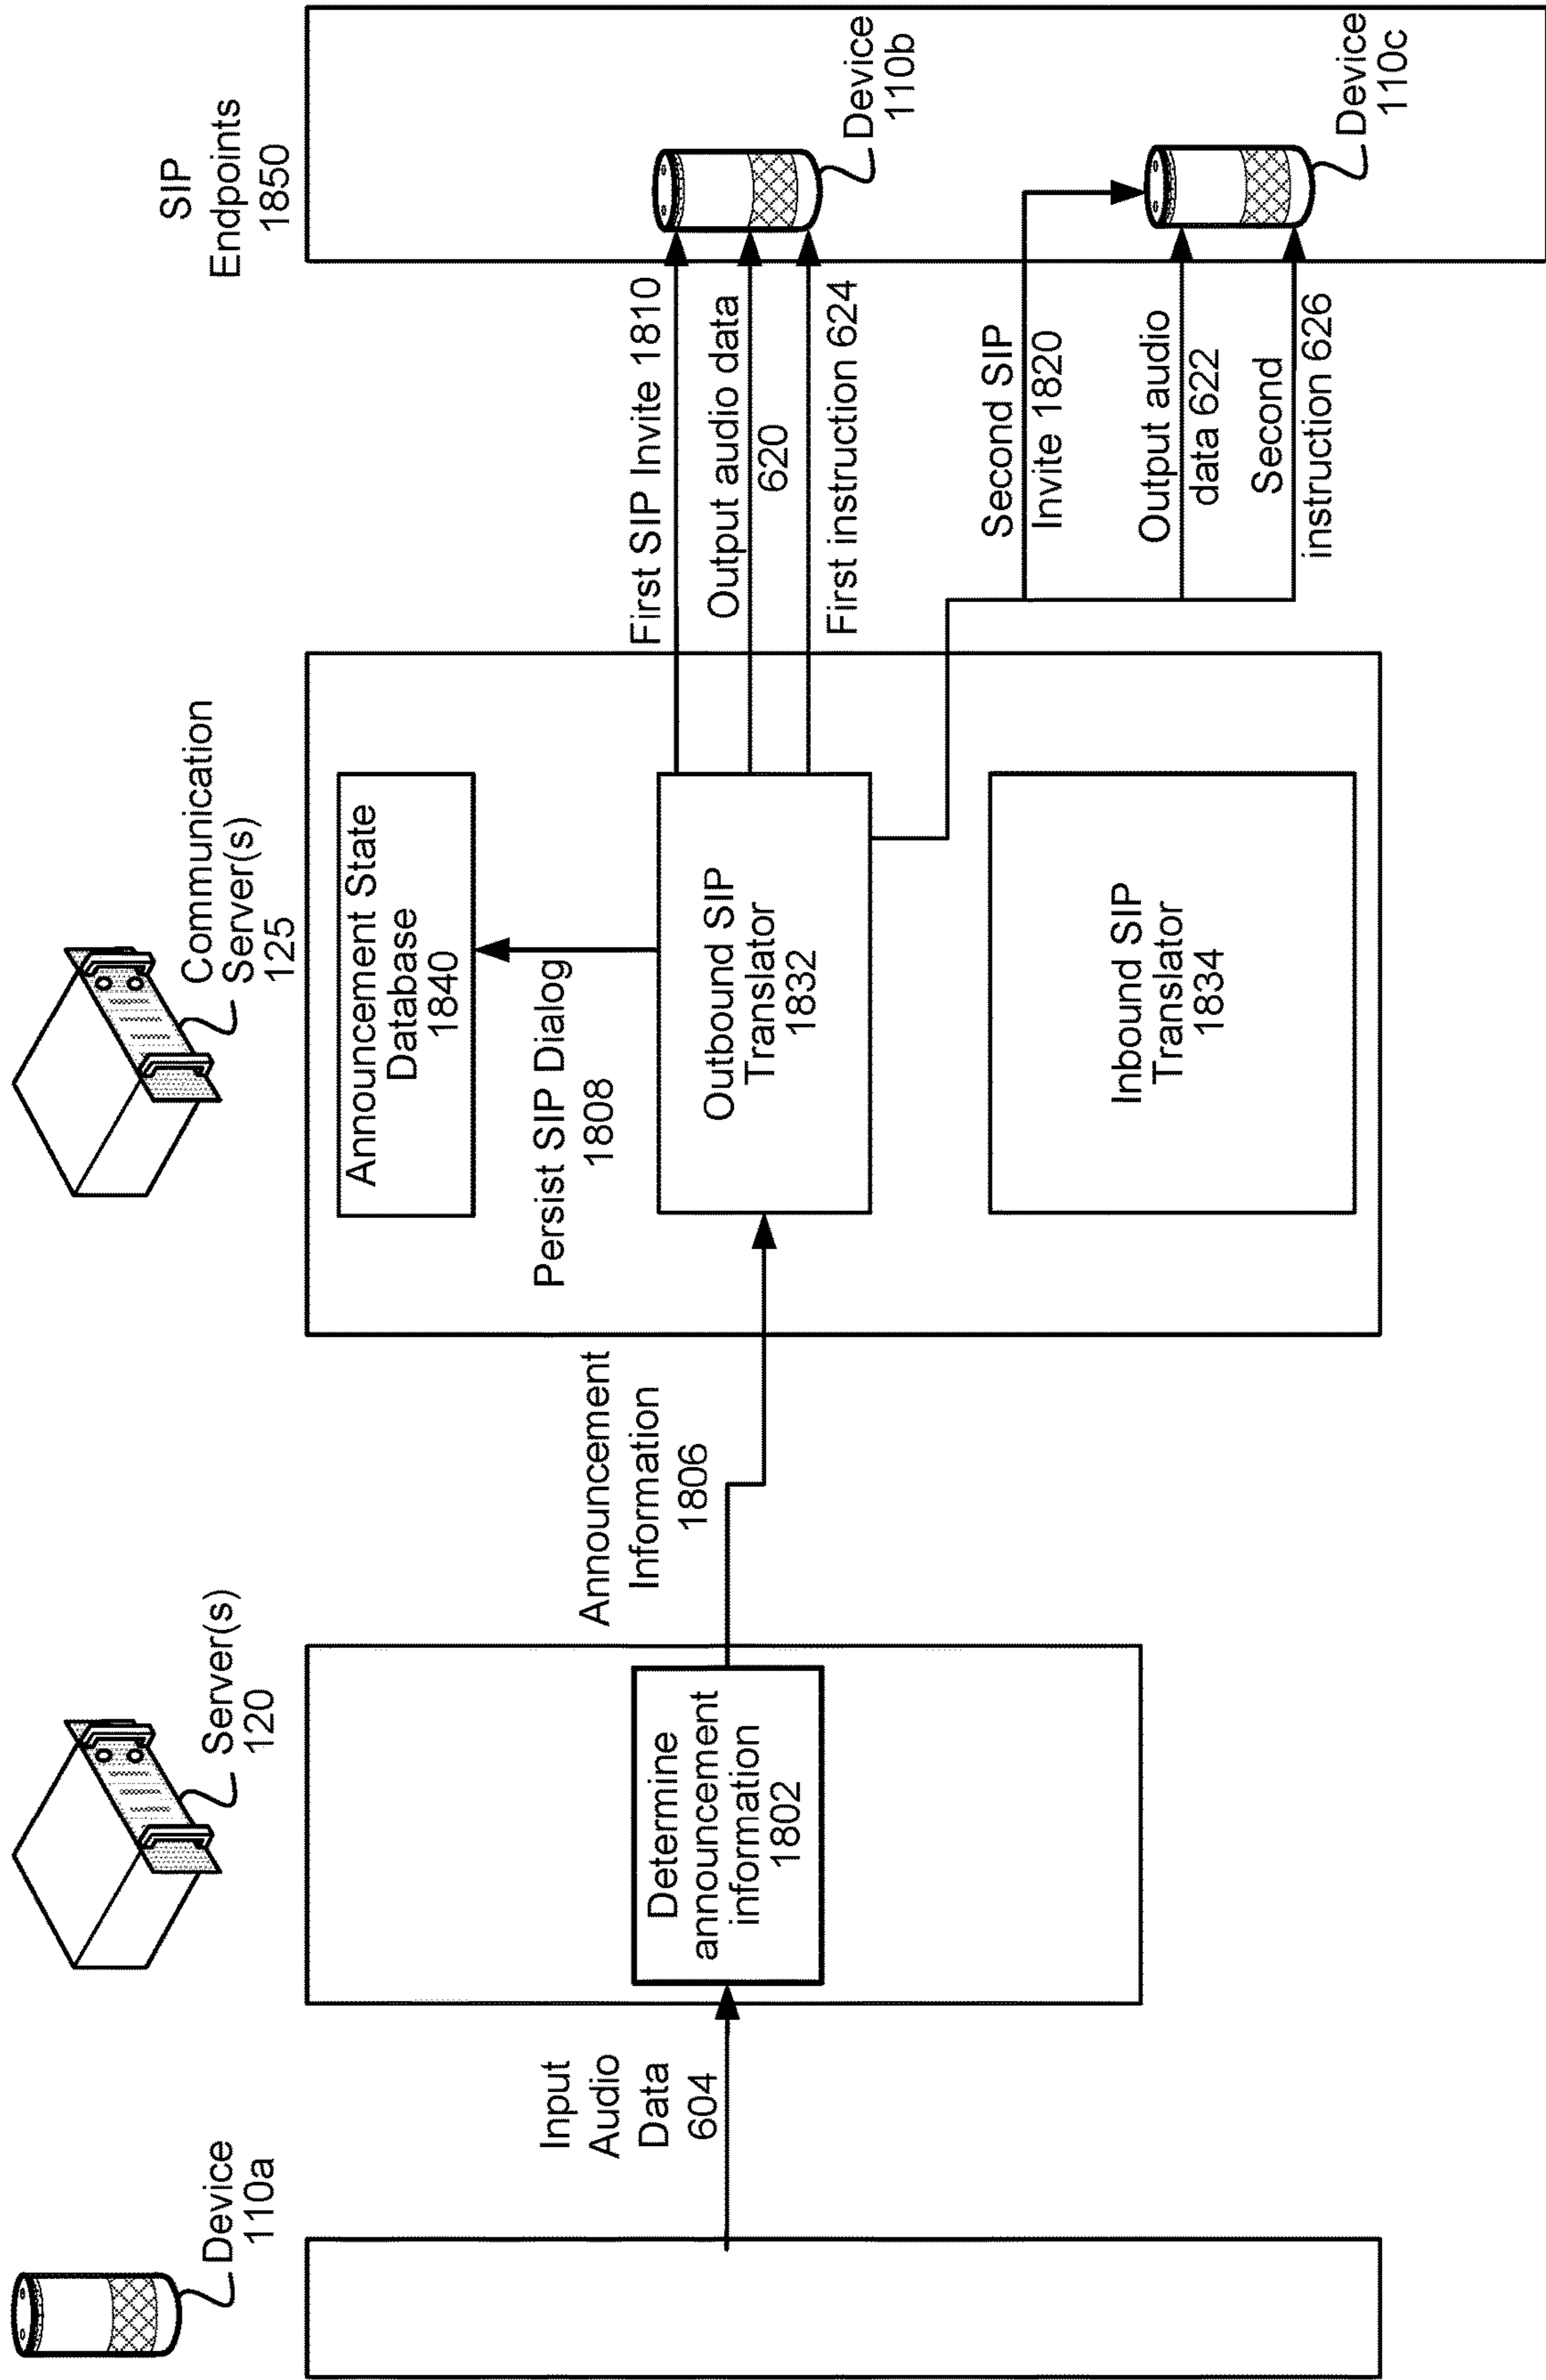 Device
110a
Server(s)
120
Communication
Server(s)
125
SIP
Endpoints
1850
Input
Audio
Data
604
Determine
announcement
information
1802
Announcement
Information
1806
Announcement State
Database
1840
Persist SIP Dialog
1808
Outbound SIP
Translator
1832
Inbound SIP
Translator
1834
First SIP Invite 1810
Output audio data
620
First instruction 624
Second SIP
Invite 1820
Output audio
data 622
Second
instruction 626
Device
110b
Device
110c